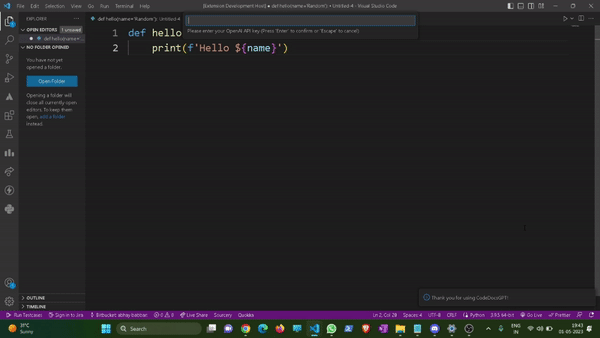 File Edit Selection View Go Run Terminal Help
[Extension Development Host] ● def hello(name='Random'): Untitled-4 - Visual Studio Code
EXPLORER
OPEN EDITORS 1 unsaved
def hello(name=...
NO FOLDER OPENED
You have not yet opened a folder.
Open Folder
Opening a folder will close all currently open editors. To keep them open, add a folder instead.
OUTLINE
TIMELINE
def hello(name='Random'): Untitled-4
Please enter your OpenAI API key (Press 'Enter' to confirm or 'Escape' to cancel)
1 def hello
2 print(f'Hello ${name}')
Thank you for using CodeDocsGPT!
Run Testcases
Sign in to Jira
Bitbucket: abhay babbar:
0 8
Live Share
Sourcery
Quokka
Ln 2, Col 28
Spaces: 4
UTF-8
CRLF
Python
3.9.5 64-bit
Go Live
Prettier
31°C
Sunny
Search
ENG
IN
19:43
01-05-2023